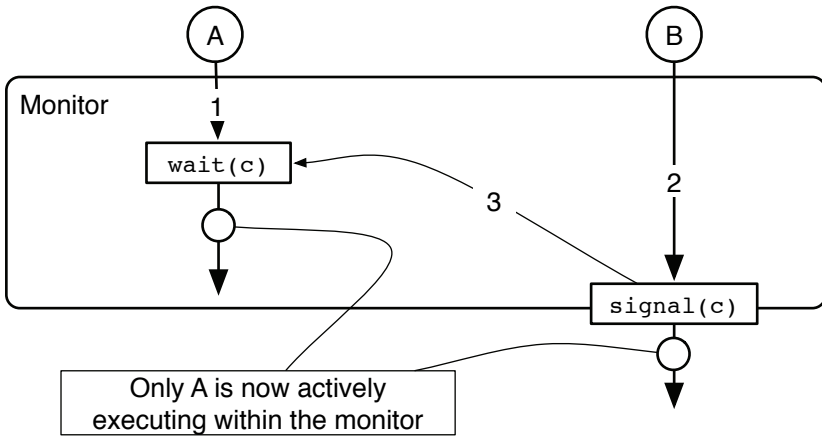 A
B
Monitor
1
wait(c)
2
3
signal(c)
Only A is now actively
executing within the monitor